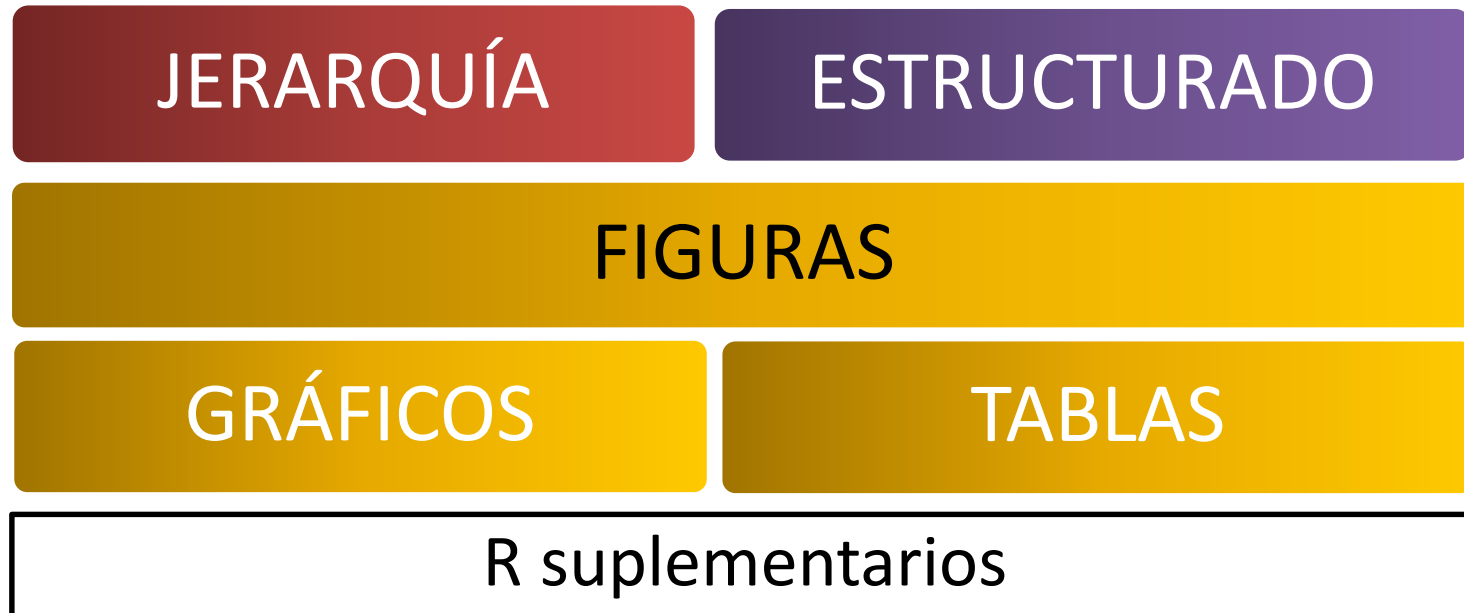 JERARQUÍA
ESTRUCTURADO
FIGURAS
GRÁFICOS
TABLAS
R suplementarios